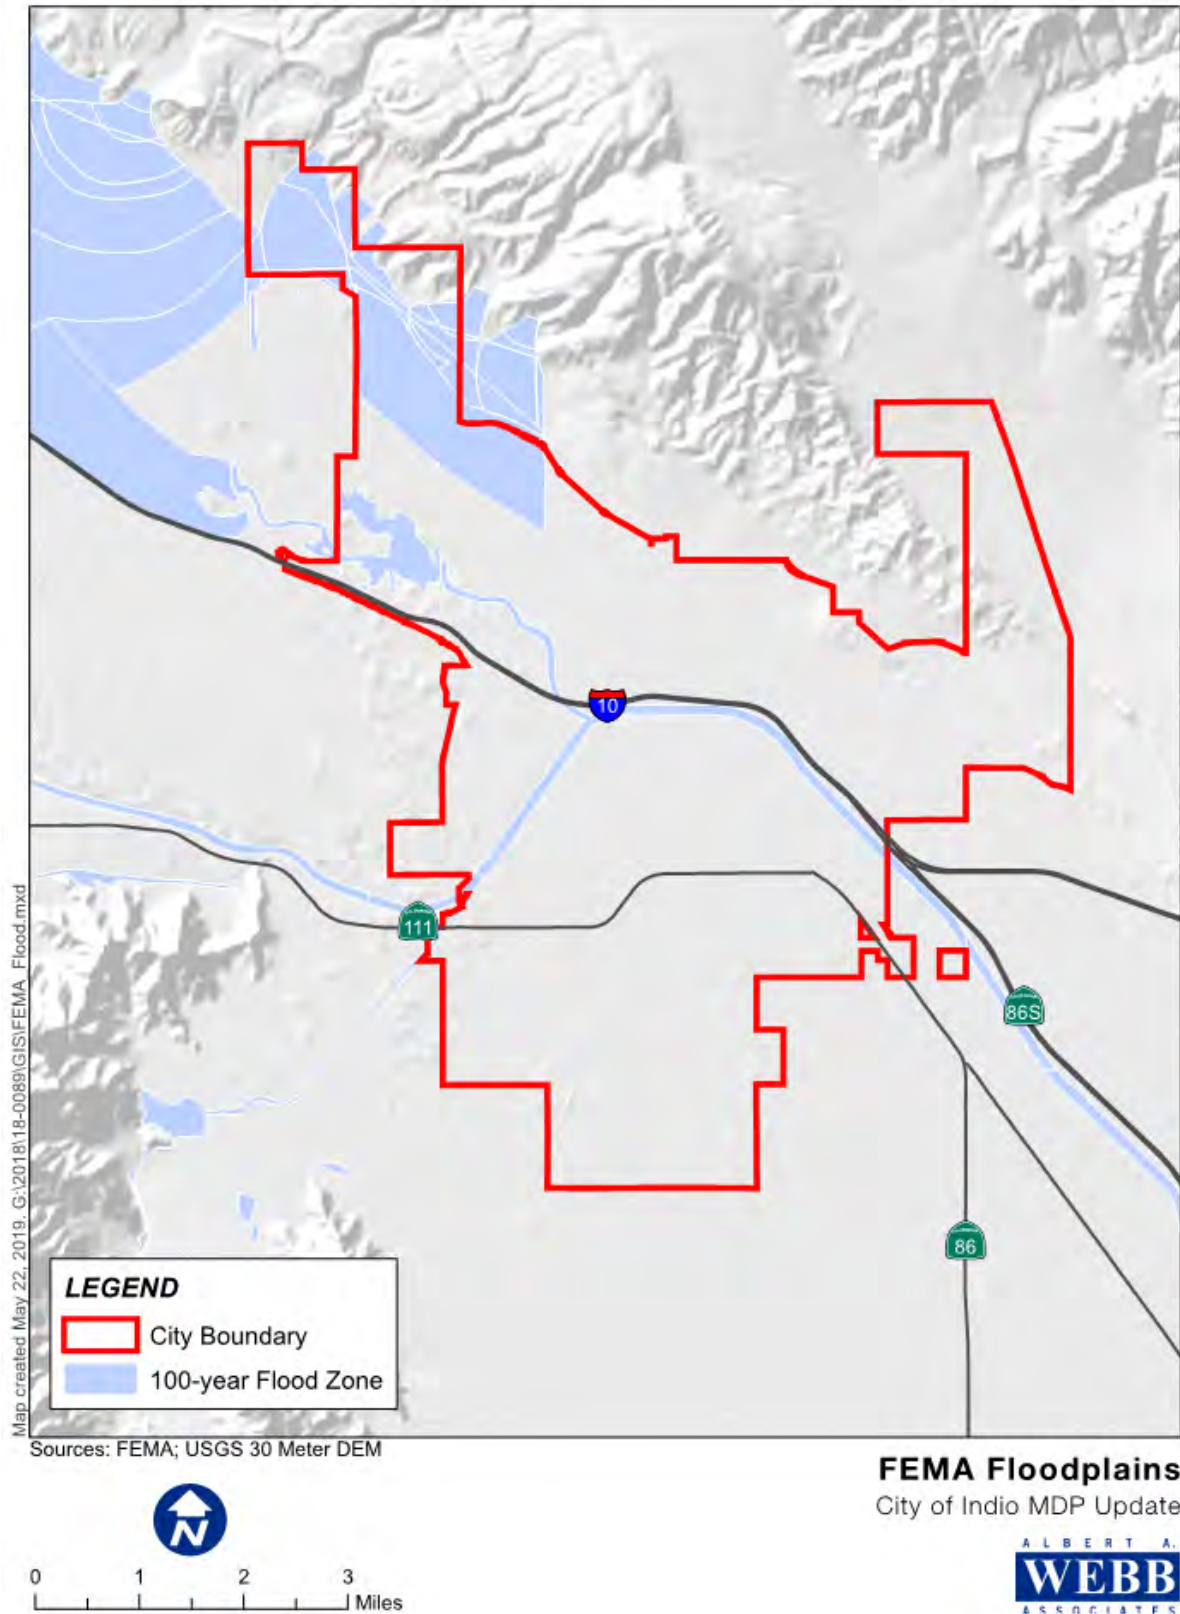 10
111
86S
86
LEGEND
City Boundary
100-year Flood Zone
Map created May 22, 2019. G:\2018\18-0089\GIS\FEMA_Flood.mxd
Sources: FEMA; USGS 30 Meter DEM
FEMA Floodplains
City of Indio MDP Update
N
0 1 2 3
Miles
ALBERT A.
WEBB
ASSOCIATES